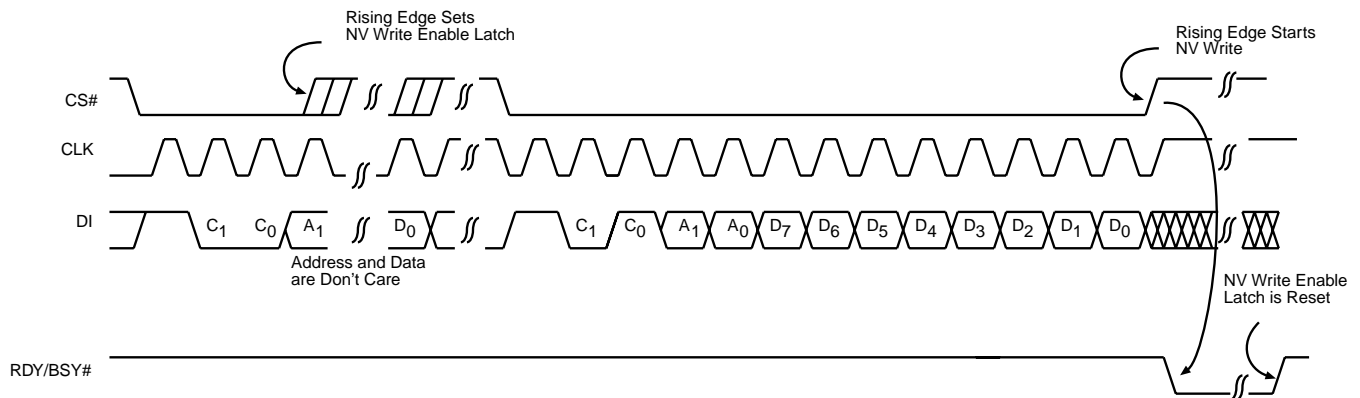 Rising Edge Sets
NV Write Enable Latch
Rising Edge Starts
NV Write
CS#
CLK
DI
C1 C0 A1 D0 C1 C0 A1 A0 D7 D6 D5 D4 D3 D2 D1 D0
Address and Data
are Don't Care
NV Write Enable
Latch is Reset
RDY/BSY#